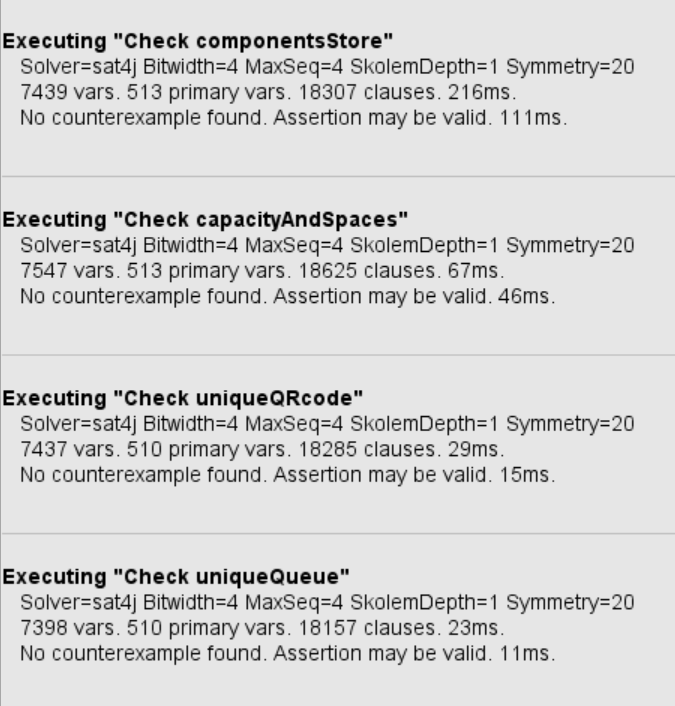 Executing "Check componentsStore"
Solver=sat4j Bitwidth=4 MaxSeq=4 SkolemDepth=1 Symmetry=20
7439 vars. 513 primary vars. 18307 clauses. 216ms.
No counterexample found. Assertion may be valid. 111ms.
Executing "Check capacityAndSpaces"
Solver=sat4j Bitwidth=4 MaxSeq=4 SkolemDepth=1 Symmetry=20
7547 vars. 513 primary vars. 18625 clauses. 67ms.
No counterexample found. Assertion may be valid. 46ms.
Executing "Check uniqueQRcode"
Solver=sat4j Bitwidth=4 MaxSeq=4 SkolemDepth=1 Symmetry=20
7437 vars. 510 primary vars. 18285 clauses. 29ms.
No counterexample found. Assertion may be valid. 15ms.
Executing "Check uniqueQueue"
Solver=sat4j Bitwidth=4 MaxSeq=4 SkolemDepth=1 Symmetry=20
7398 vars. 510 primary vars. 18157 clauses. 23ms.
No counterexample found. Assertion may be valid. 11ms.